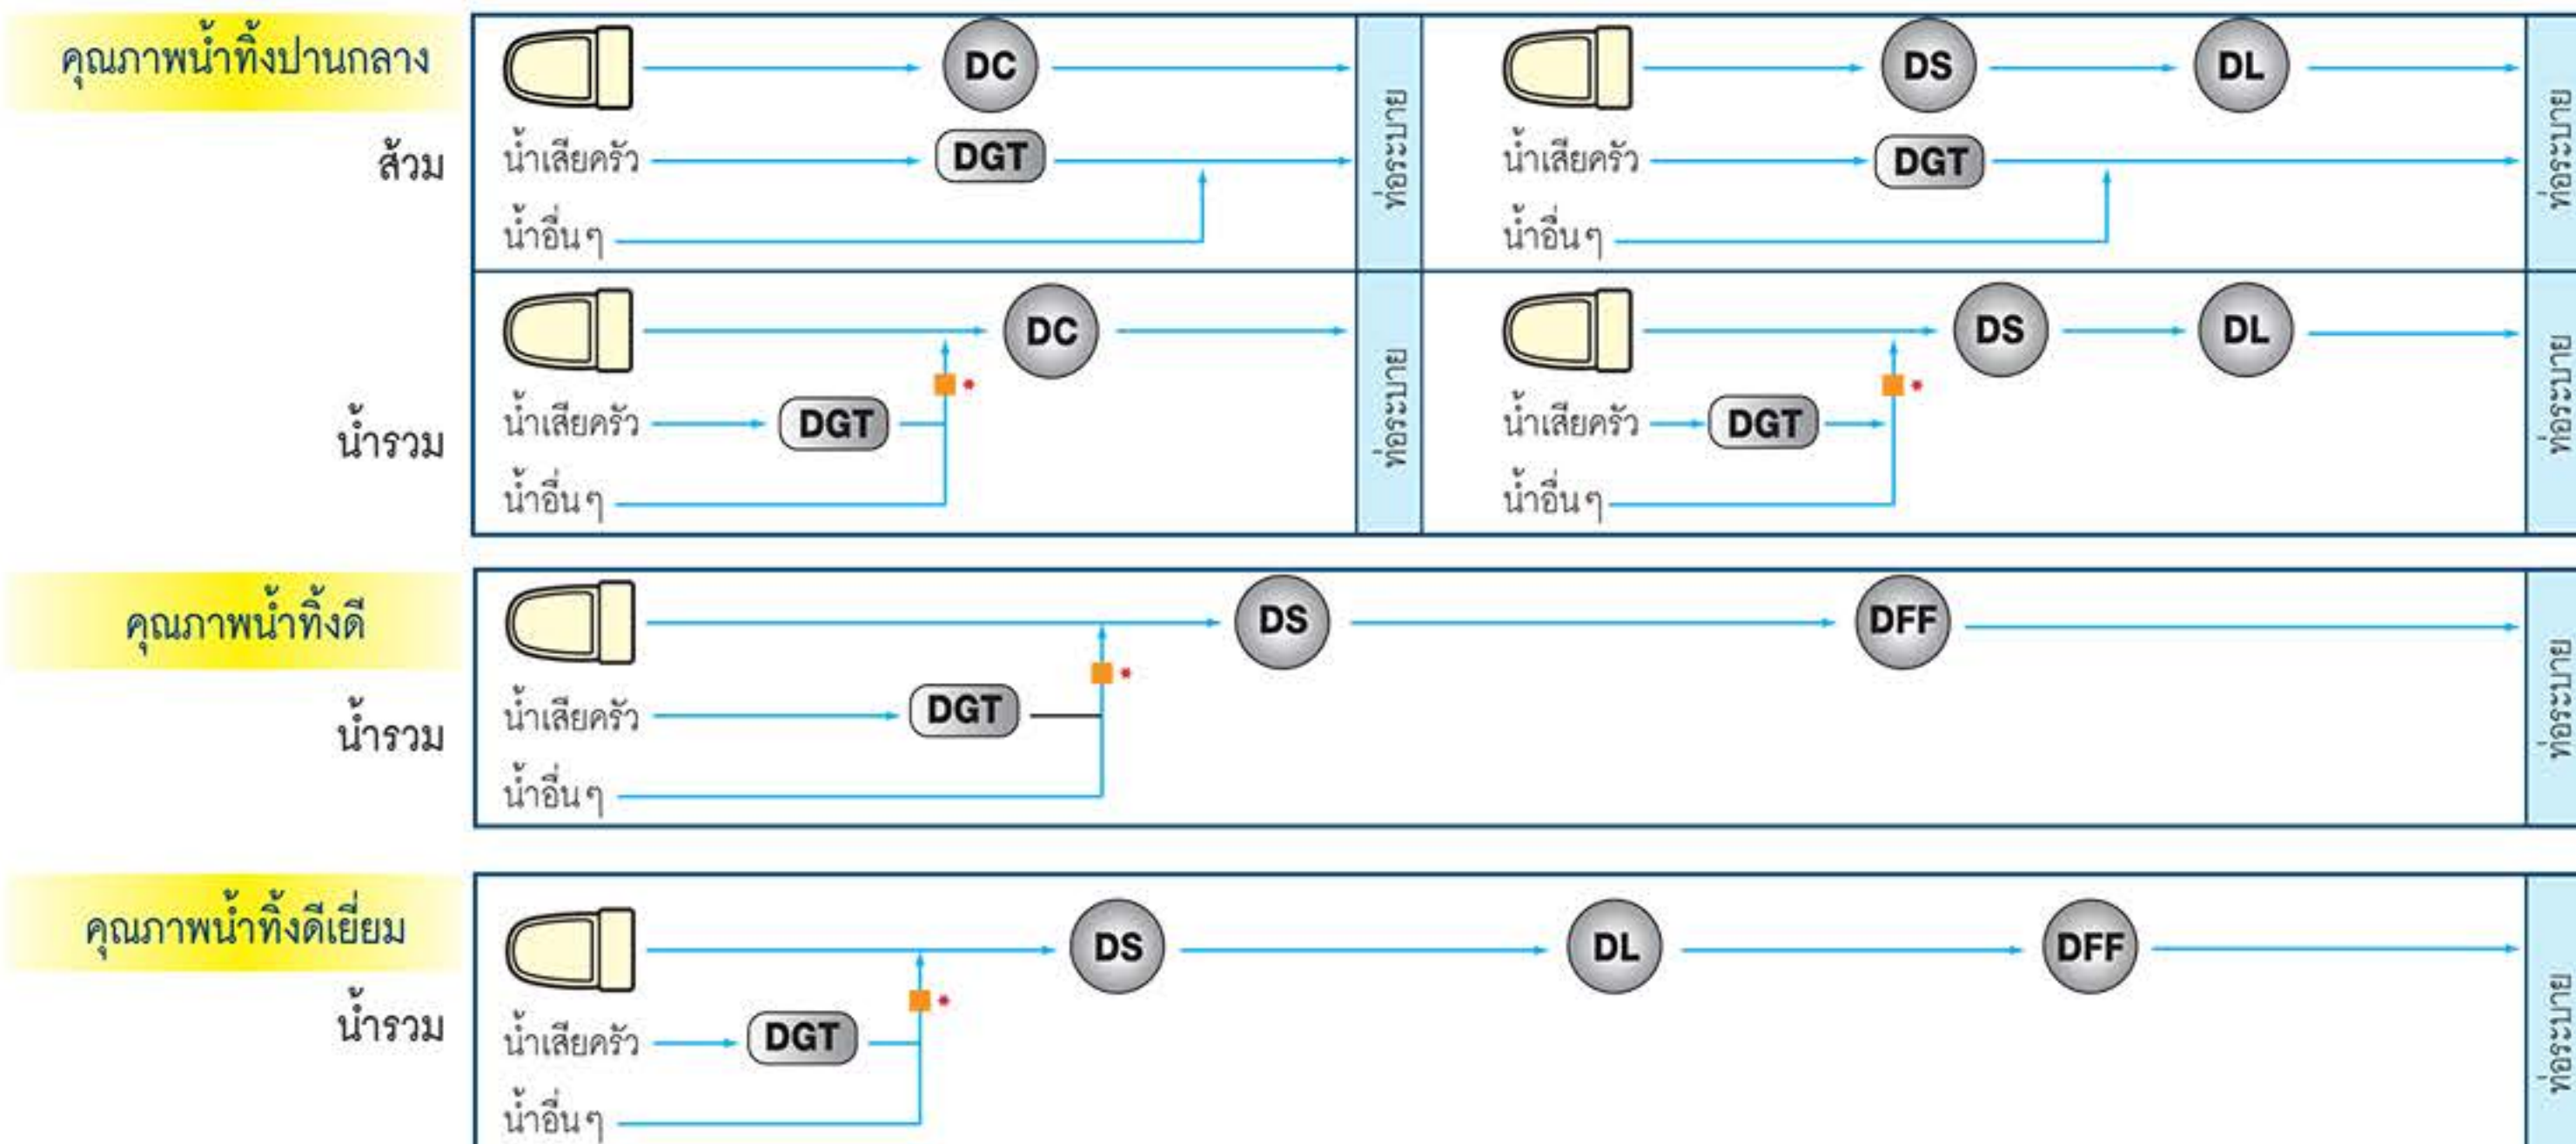 คุณภาพน้ำทิ้งปานกลาง
ส้วม
DC
น้ำเสียครัว
DGT
น้ำอื่นๆ
ท่อระบาย
DS
DL
น้ำเสียครัว
DGT
น้ำอื่นๆ
ท่อระบาย
น้ำรวม
DC
*
น้ำเสียครัว
DGT
น้ำอื่นๆ
ท่อระบาย
DS
DL
*
น้ำเสียครัว
DGT
น้ำอื่นๆ
ท่อระบาย
คุณภาพน้ำทิ้งดี
น้ำรวม
DS
DFF
*
น้ำเสียครัว
DGT
น้ำอื่นๆ
ท่อระบาย
คุณภาพน้ำทิ้งดีเยี่ยม
น้ำรวม
DS
DL
DFF
*
น้ำเสียครัว
DGT
น้ำอื่นๆ
ท่อระบาย